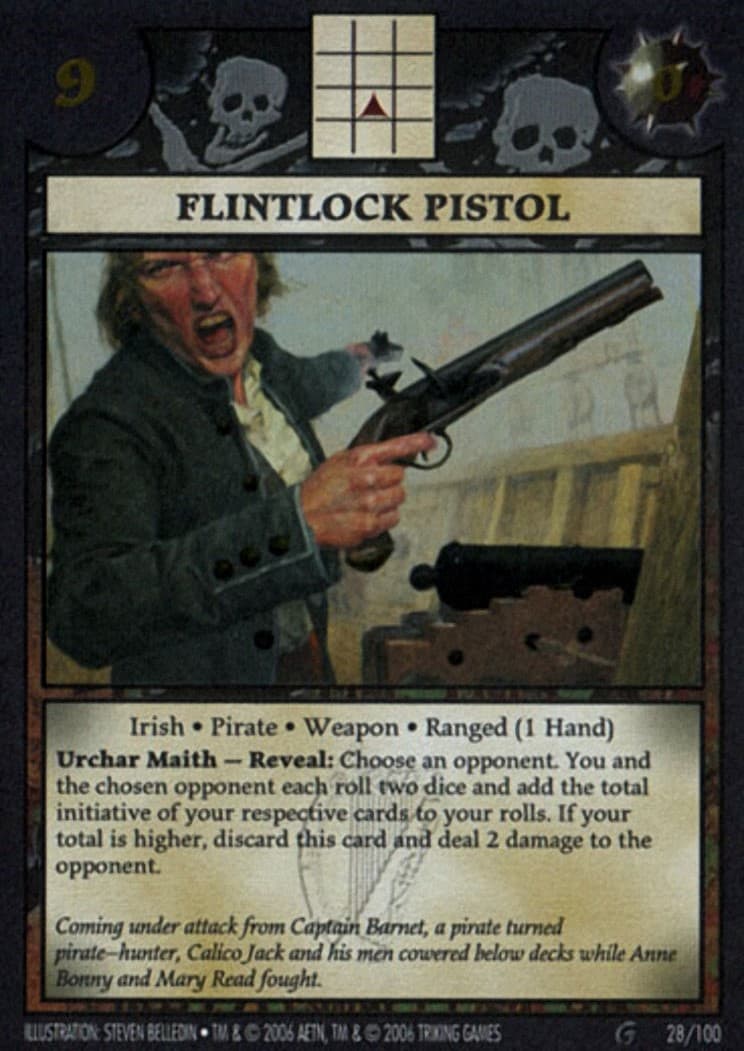 9
0
FLINTLOCK PISTOL
Irish • Pirate • Weapon • Ranged (1 Hand)
Urchar Maith — Reveal: Choose an opponent. You and
the chosen opponent each roll two dice and add the total
initiative of your respective cards to your rolls. If your
total is higher, discard this card and deal 2 damage to the
opponent.
Coming under attack from Captain Barnet, a pirate turned
pirate–hunter, Calico Jack and his men cowered below decks while Anne
Bonny and Mary Read fought.
ILLUSTRATION: STEVEN BELLEDIN • TM & © 2006 AETN, TM & © 2006 TRIKING GAMES G 28/100